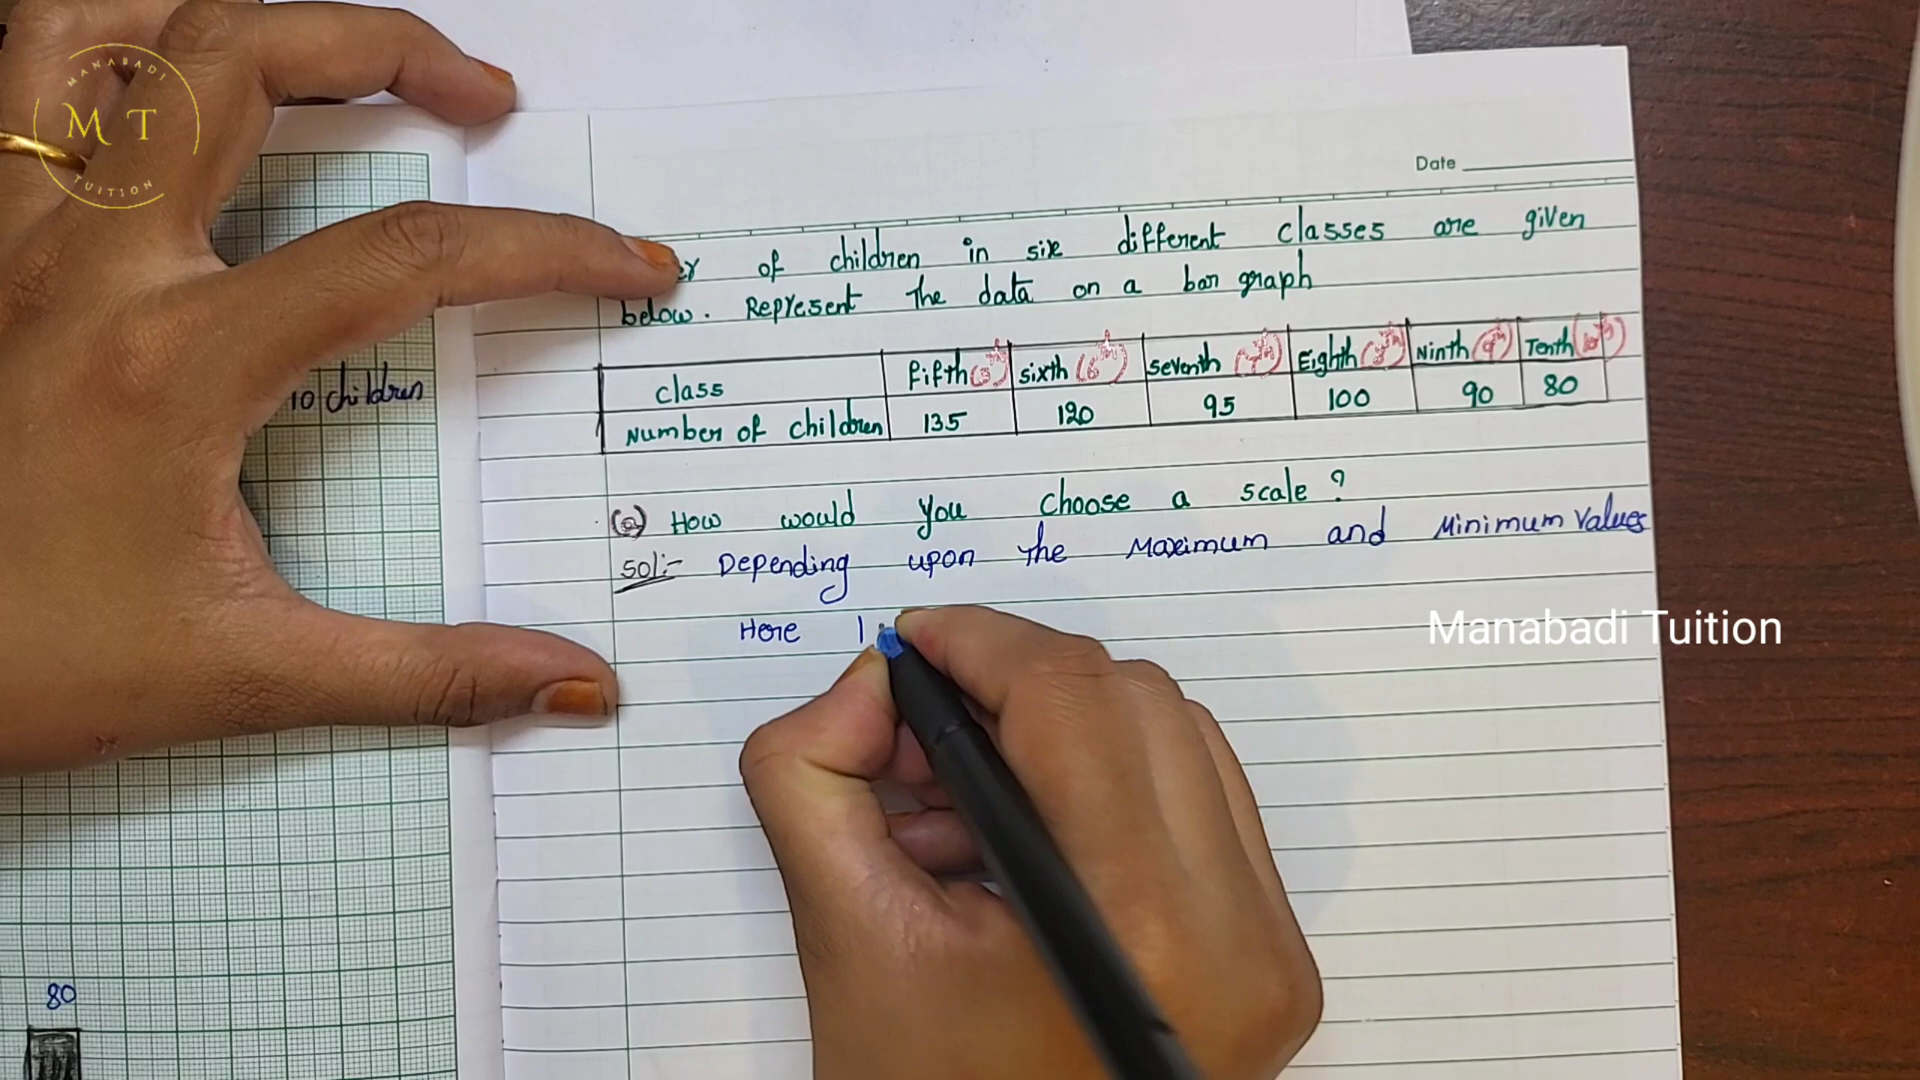 MANABADI
M T
TUITION
Date
of children in six different classes are given
below. Represent the data on a bar graph
class Fifth (5th) sixth (6th) seventh (7th) Eighth (8th) Ninth (9th) Tenth (10th)
Number of children 135 120 95 100 90 80
10 children
(a) How would you choose a scale?
Sol:- Depending upon the Maximum and Minimum Values
Here 1
Manabadi Tuition
80